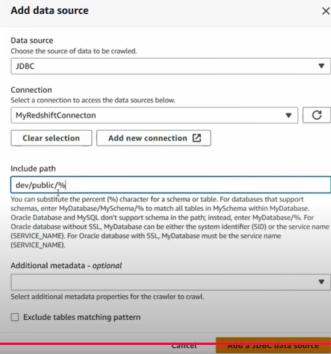 Add data source
Data source
Choose the source of data to be crawled.
JDBC
Connection
Select a connection to access the data sources below.
MyRedshiftConnecton
Clear selection
Add new connection
Include path
dev/public/%
You can substitute the percent (%) character for a schema or table. For databases that support
schemas, enter MyDatabase/MySchema/% to match all tables in MySchema within MyDatabase.
Oracle Database and MySQL don't support schema in the path; instead, enter MyDatabase/%. For
Oracle database without SSL, MyDatabase can be either the system identifier (SID) or the service name
(SERVICE_NAME). For Oracle database with SSL, MyDatabase must be the service name
(SERVICE_NAME).
Additional metadata - optional
Select additional metadata properties for the crawler to crawl.
Exclude tables matching pattern
Cancel
Add a JDBC data source